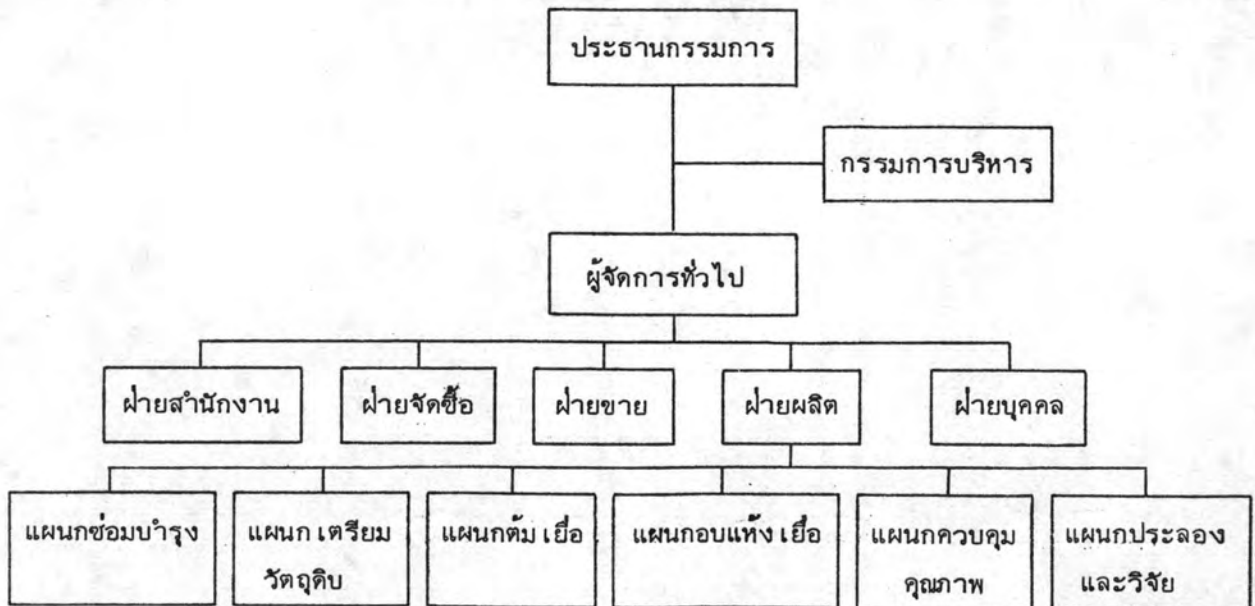 ประธานกรรมการ
กรรมการบริหาร
ผู้จัดการทั่วไป
ฝ่ายสำนักงาน
ฝ่ายจัดซื้อ
ฝ่ายขาย
ฝ่ายผลิต
ฝ่ายบุคคล
แผนกซ่อมบำรุง
แผนกเตรียม
วัตถุดิบ
แผนกต้มเยื่อ
แผนกอบแห้งเยื่อ
แผนกควบคุม
คุณภาพ
แผนกประลอง
และวิจัย